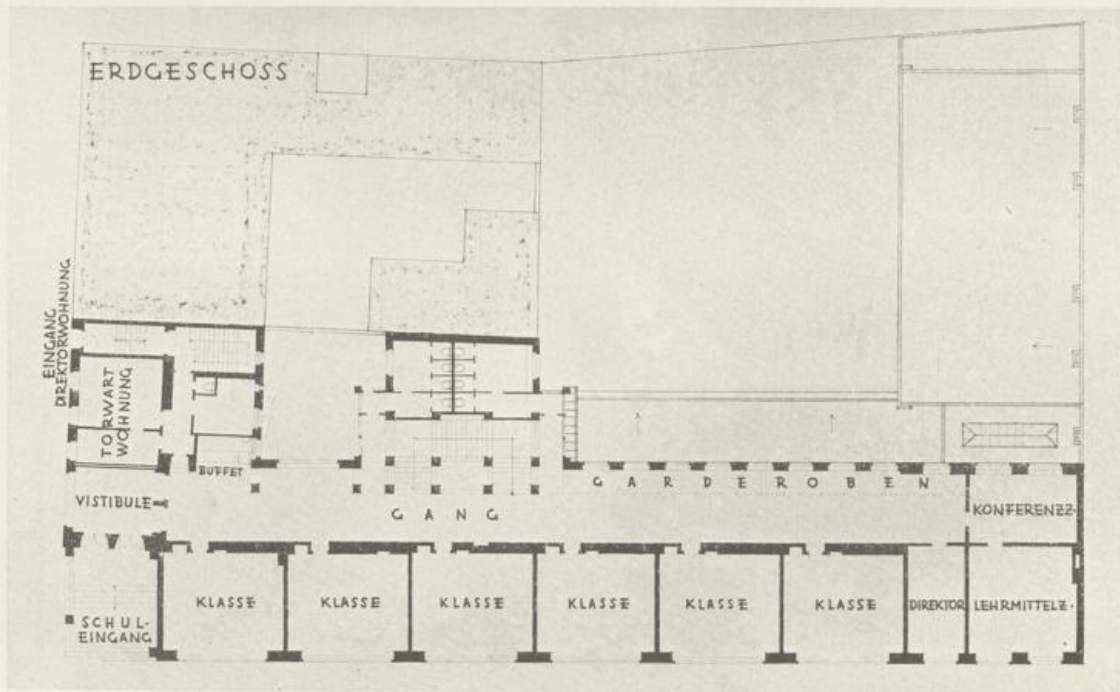 ERDGESCHOSS
EINGANG
DIREKTORWOHNUNG
TORWART
WOHNUNG
BUFFET
VISTIBULE
GARDEROBEN
GANG
KONFERENZZ.
KLASSE
KLASSE
KLASSE
KLASSE
KLASSE
KLASSE
DIREKTOR
LEHRMITTELZ.
SCHUL-
EINGANG